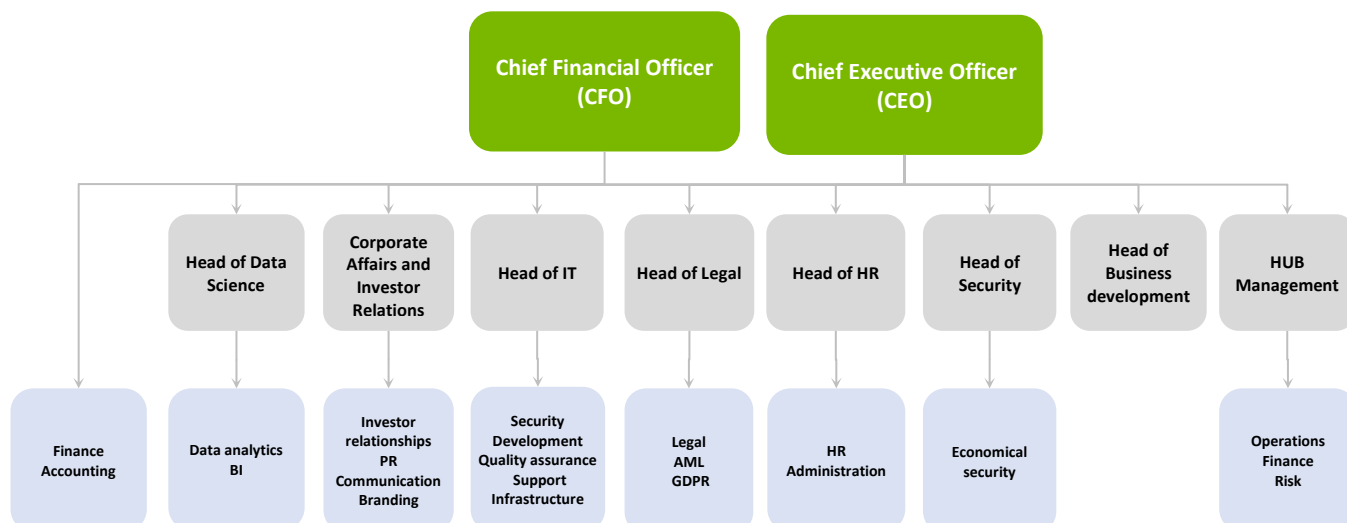 Chief Financial Officer
(CFO)
Chief Executive Officer
(CEO)
Head of Data
Science
Corporate
Affairs and
Investor
Relations
Head of IT
Head of Legal
Head of HR
Head of
Security
Head of
Business
development
HUB
Management
Finance
Accounting
Data analytics
BI
Investor
relationships
PR
Communication
Branding
Security
Development
Quality assurance
Support
Infrastructure
Legal
AML
GDPR
HR
Administration
Economical
security
Operations
Finance
Risk